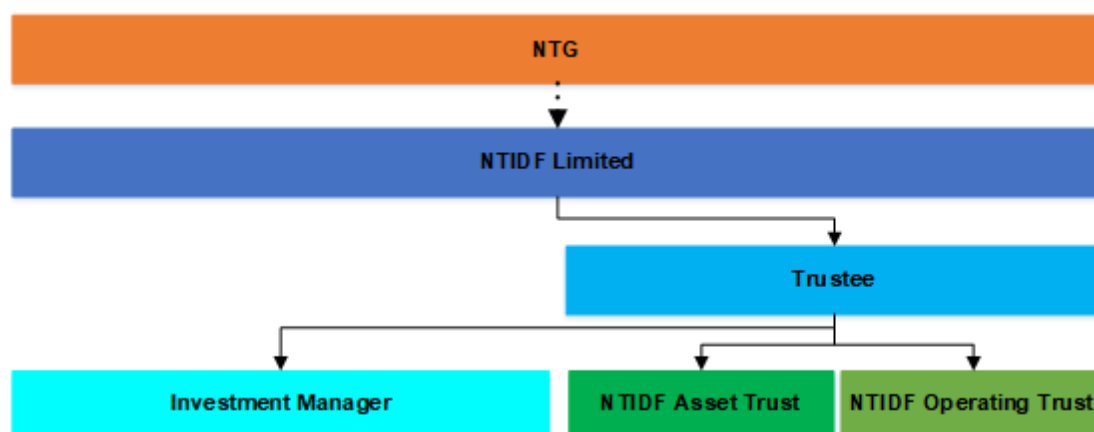 NTG
NTIDF Limited
Trustee
Investment Manager
NTIDF Asset Trust
NTIDF Operating Trust